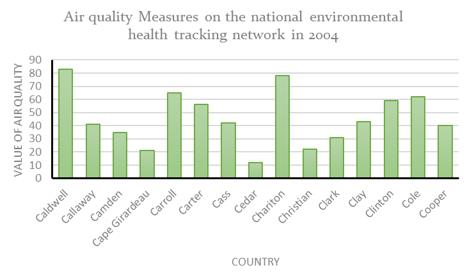 Air quality Measures on the national environmental
health tracking network in 2004
VALUE OF AIR QUALITY
90
80
70
60
50
40
30
20
10
0
Caldwell
Callaway
Camden
Cape Girardeau
Carroll
Carter
Cass
Cedar
Chariton
Christian
Clark
Clay
Clinton
Cole
Cooper
COUNTRY